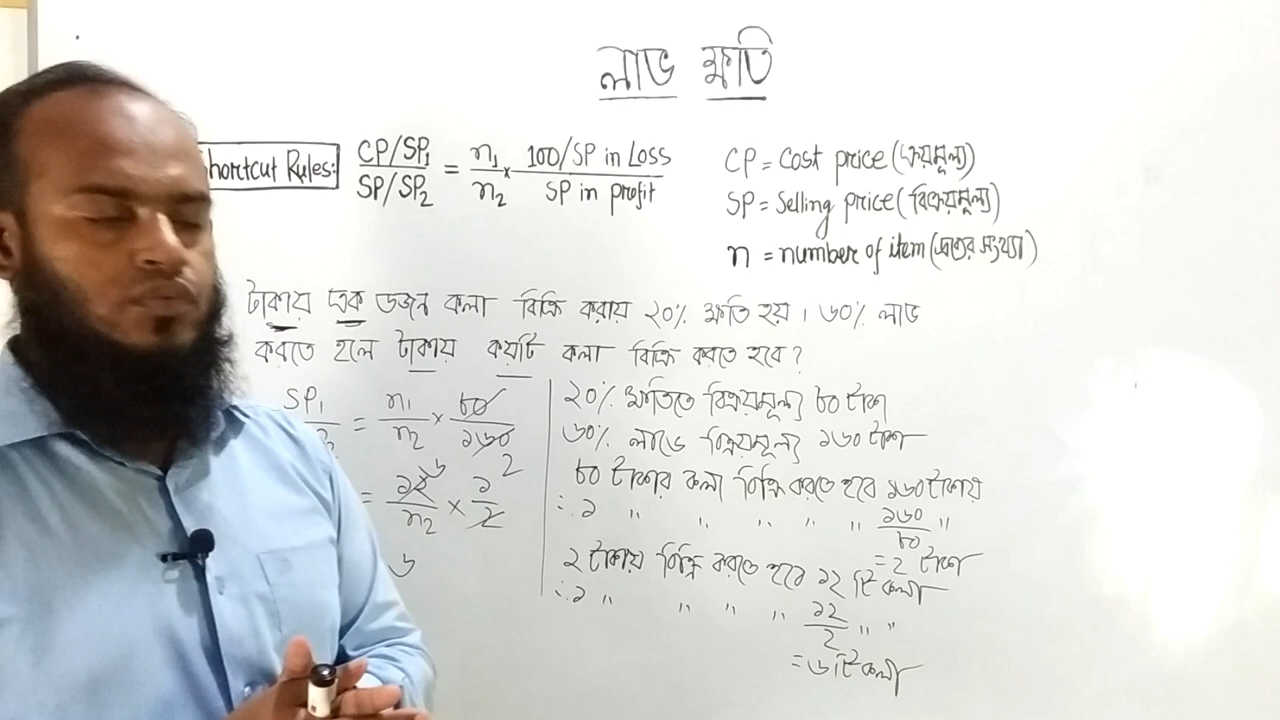 লাভ ক্ষতি
Shortcut Rules: CP/SP₁ / SP/SP₂ = n₁/n₂ × 100/SP in Loss / SP in profit
CP = Cost price (ক্রয়মূল্য)
SP = Selling price (বিক্রয়মূল্য)
n = number of item (দ্রব্যের সংখ্যা)
টাকায় এক ডজন কলা বিক্রি করায় ২০% ক্ষতি হয়। ৬০% লাভ
করতে হলে টাকায় কয়টি কলা বিক্রি করতে হবে?
SP₁ = n₁/n₂ × ৮০/১৬০
= ১২/n₂ × ১/২
৬
২০% ক্ষতিতে বিক্রয়মূল্য ৮০ টাকা
৬০% লাভে বিক্রয়মূল্য ১৬০ টাকা
৮০ টাকার কলা বিক্রি করতে হবে ১৬০ টাকায়
∴ ১ " " " " " ১৬০/৮০ "
= ২ টাকা
২ টাকায় বিক্রি করতে হবে ১২ টি কলা
∴ ১ " " " " ১২/২ " "
= ৬টি কলা